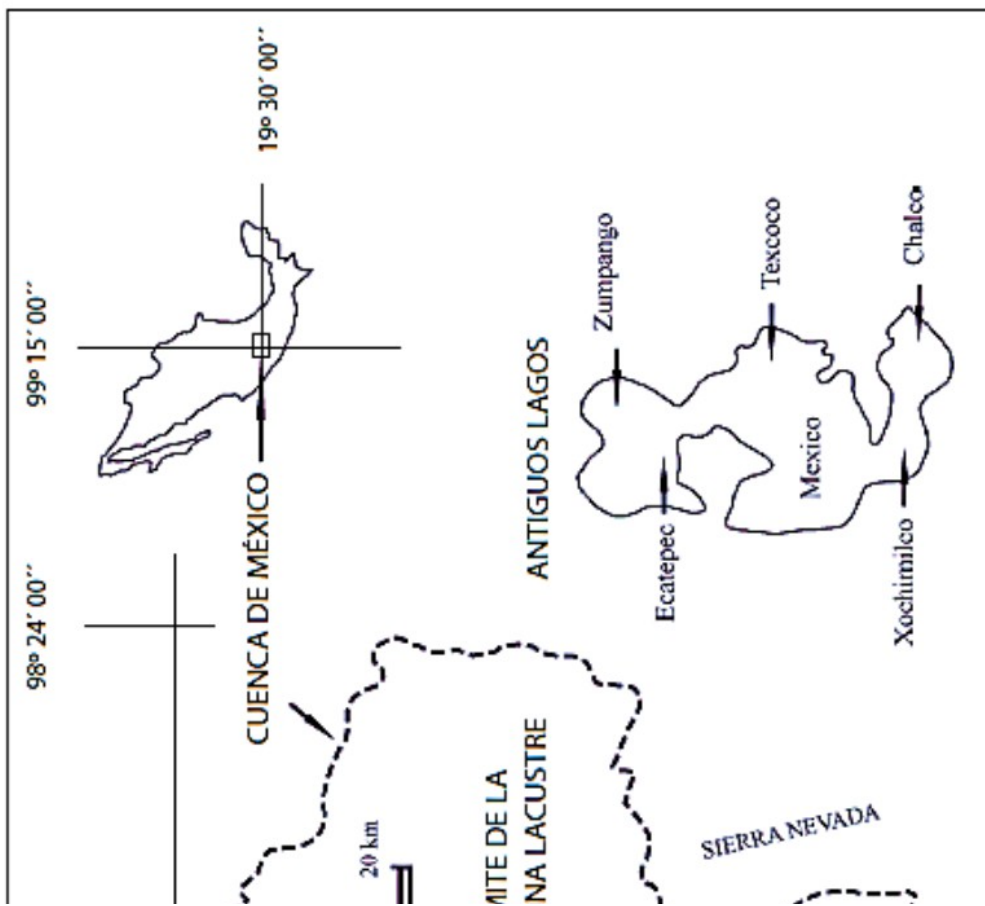 99º 15´ 00´´
19º 30´ 00´´
98º 24´ 00´´
CUENCA DE MÉXICO
ANTIGUOS LAGOS
Zumpango
Texcoco
Chalco
Ecatepec
Mexico
Xochimilco
20 km
MITE DE LA
NA LACUSTRE
SIERRA NEVADA